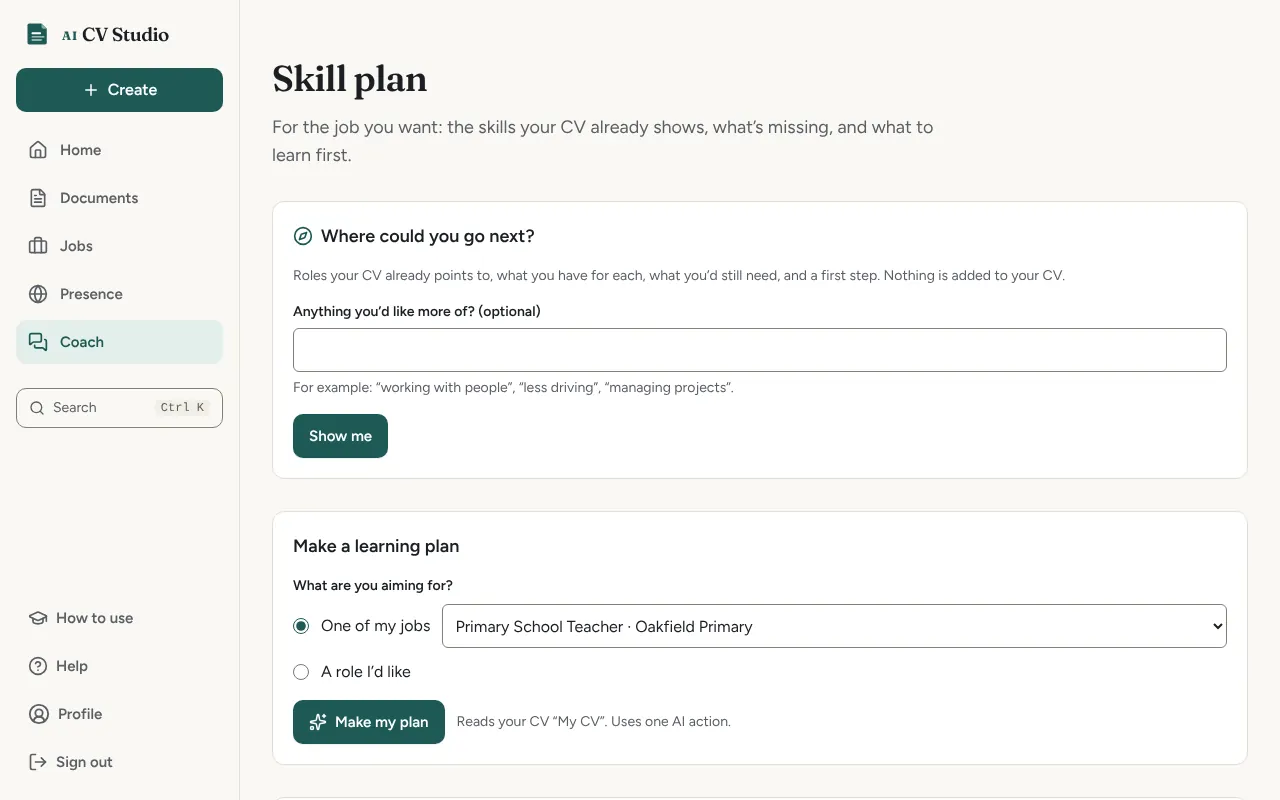 AI CV Studio
+ Create
Home
Documents
Jobs
Presence
Coach
Search Ctrl K
How to use
Help
Profile
Sign out
Skill plan
For the job you want: the skills your CV already shows, what’s missing, and what to
learn first.
Where could you go next?
Roles your CV already points to, what you have for each, what you’d still need, and a first step. Nothing is added to your CV.
Anything you’d like more of? (optional)
For example: “working with people”, “less driving”, “managing projects”.
Show me
Make a learning plan
What are you aiming for?
One of my jobs Primary School Teacher · Oakfield Primary
A role I’d like
Make my plan Reads your CV “My CV”. Uses one AI action.